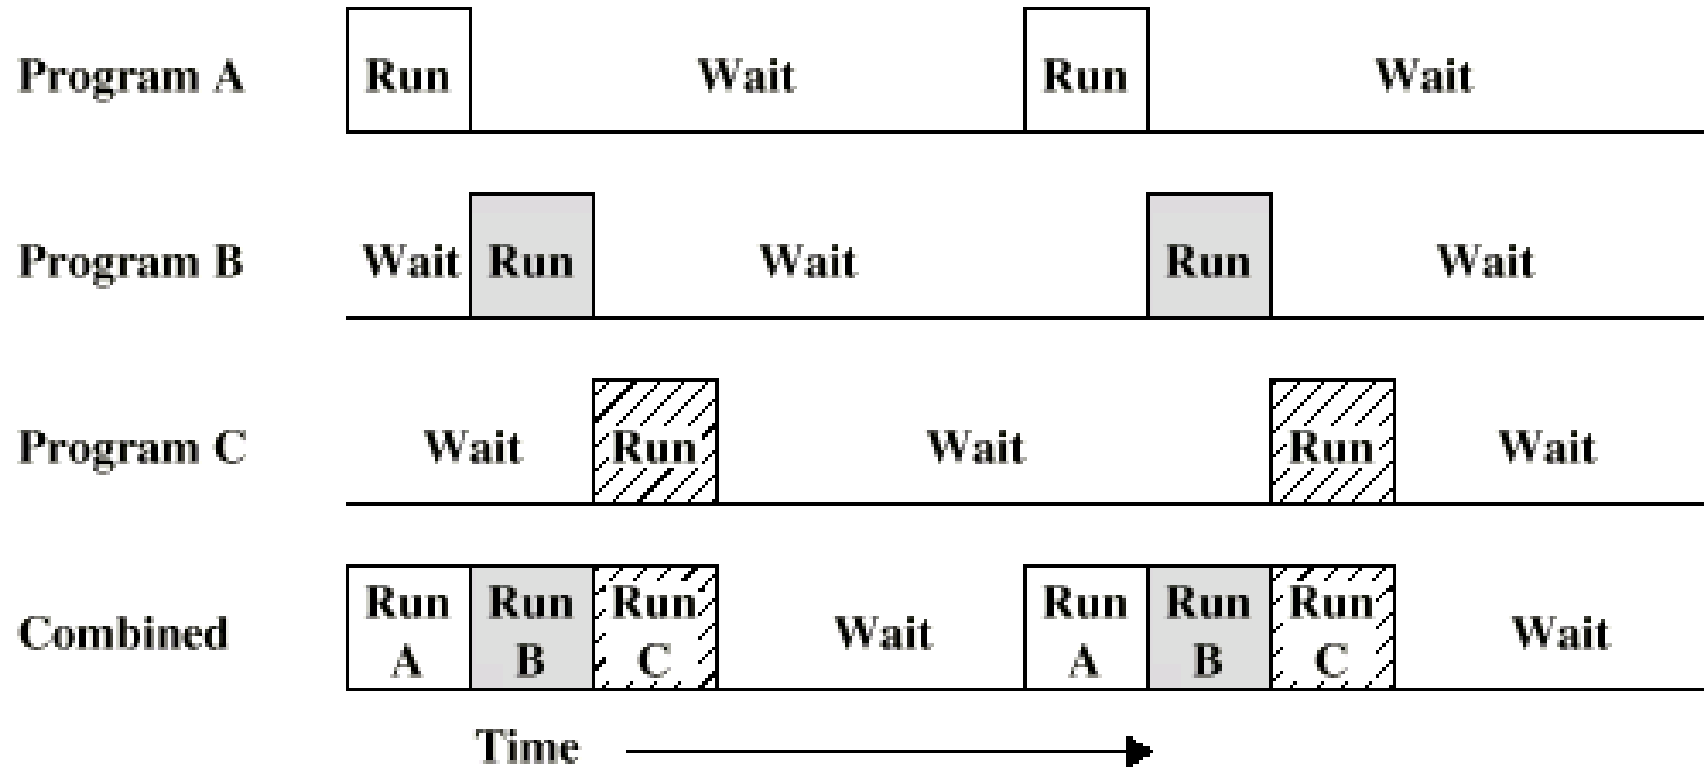 Program A Run Wait Run Wait
Program B Wait Run Wait Run Wait
Program C Wait Run Wait Run Wait
Combined Run A Run B Run C Wait Run A Run B Run C Wait
Time